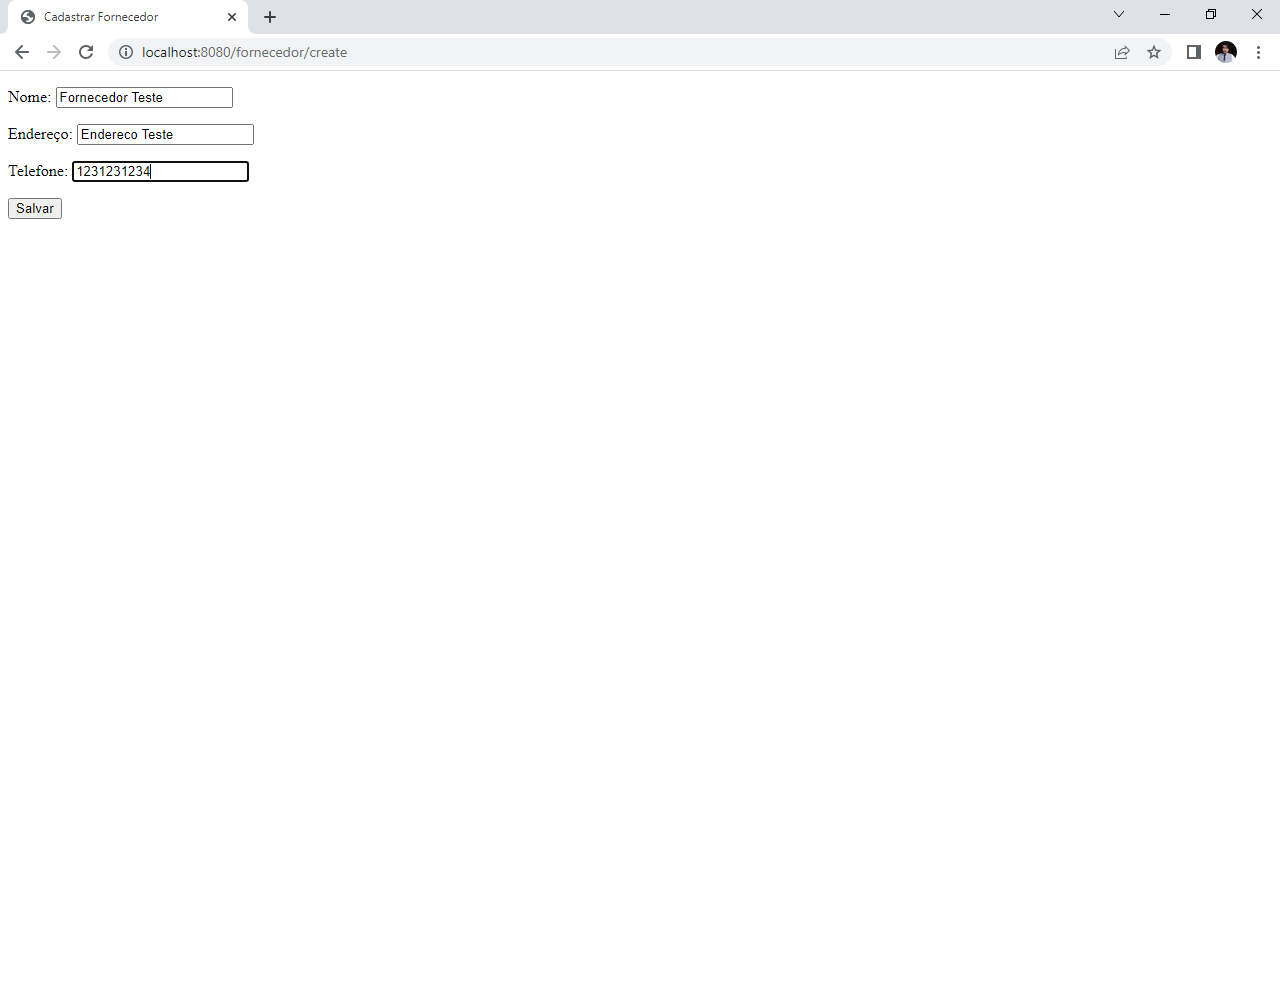 Cadastrar Fornecedor
localhost:8080/fornecedor/create
Nome: Fornecedor Teste
Endereço: Endereco Teste
Telefone: 1231231234
Salvar